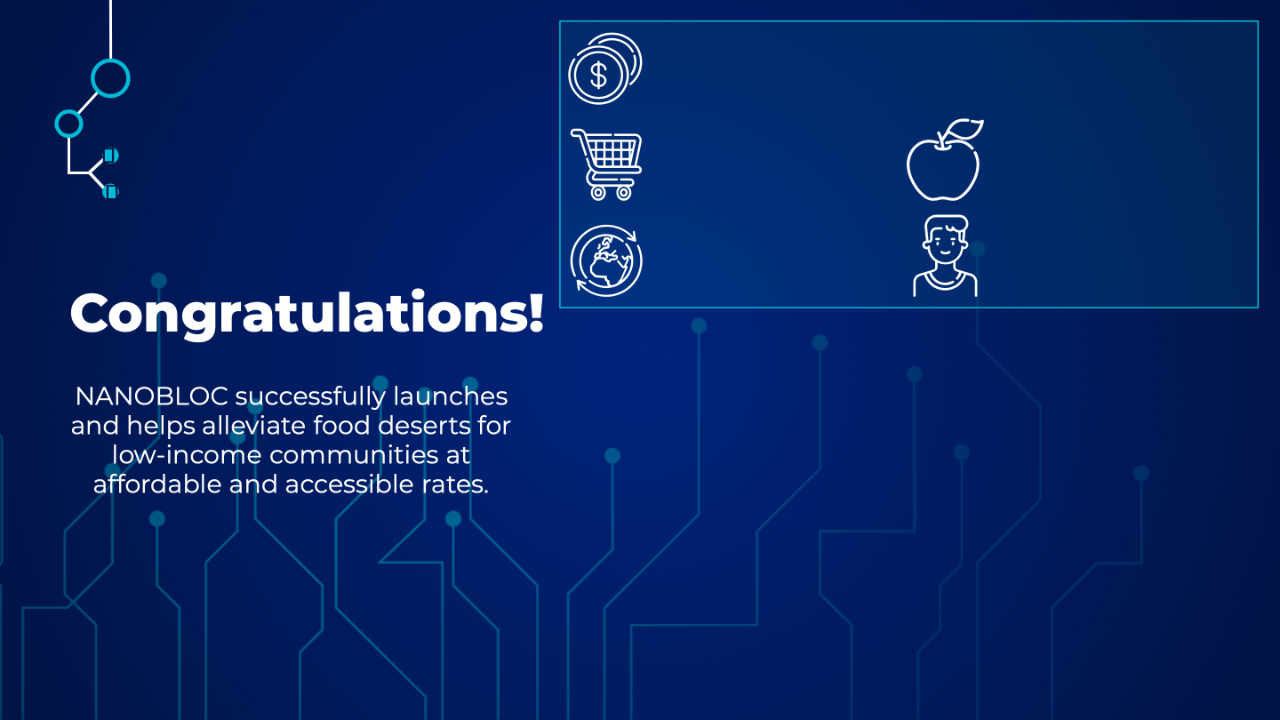 $
Congratulations!
NANOBLOC successfully launches
and helps alleviate food deserts for
low-income communities at
affordable and accessible rates.